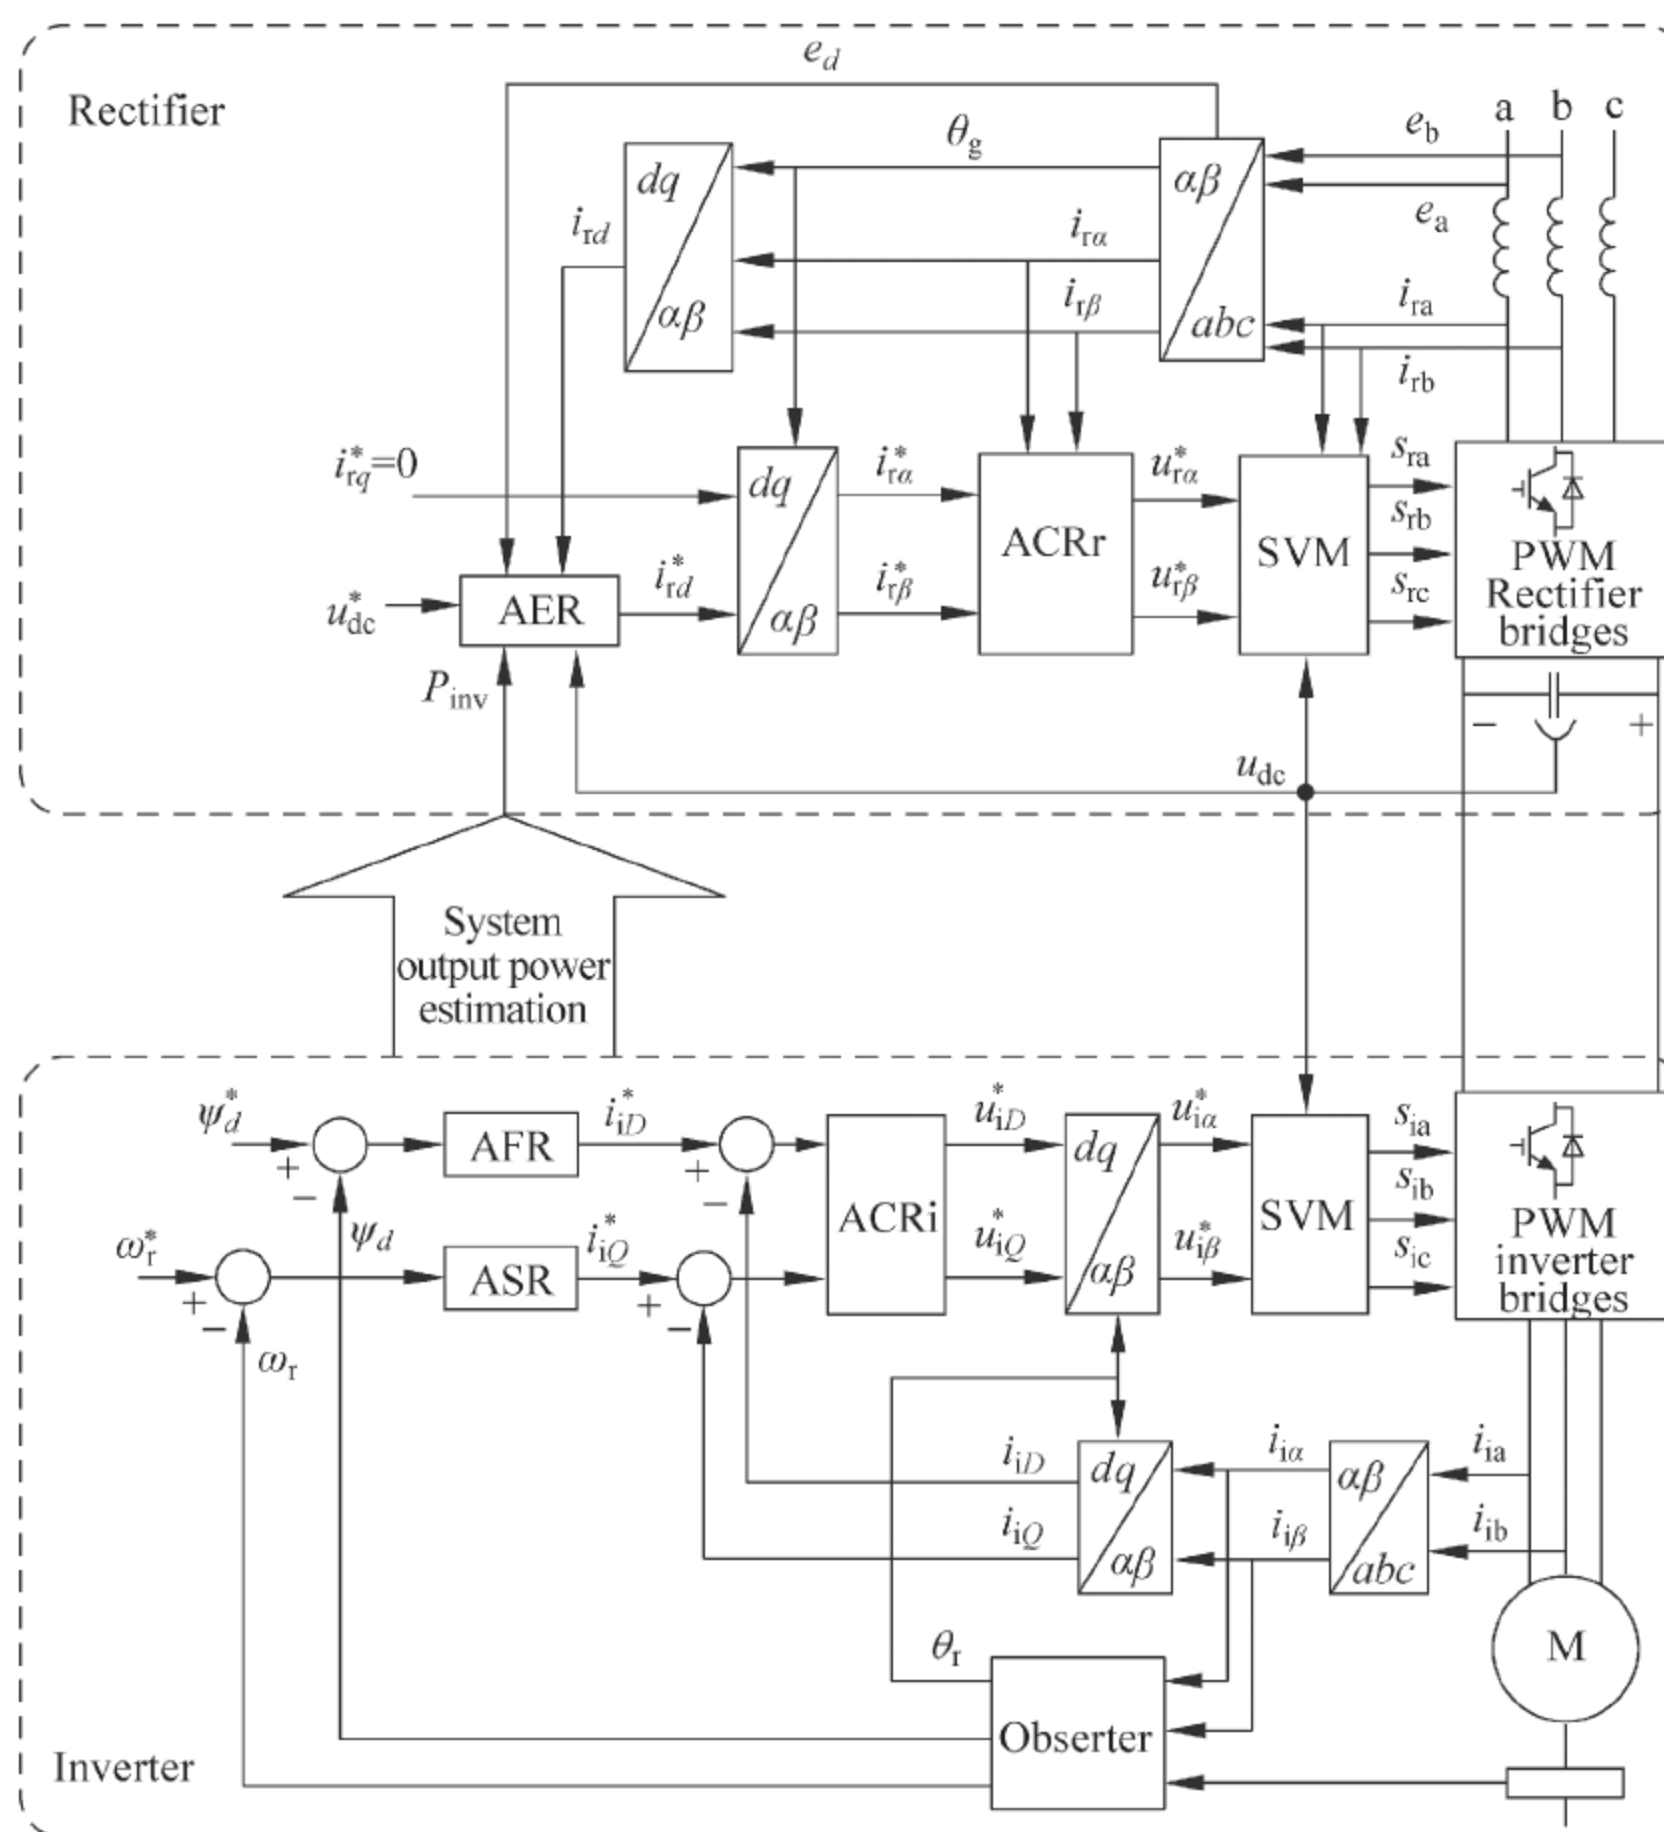 e_d
Rectifier
a b c
θ_g
e_b
dq
αβ
e_a
i_rd
i_rα
i_rβ
i_ra
αβ
abc
i_rb
i*_rq=0
dq
i*_rα
u*_rα
s_ra
ACRr
SVM
s_rb
PWM
u*_dc
AER
i*_rd
i*_rβ
u*_rβ
s_rc
Rectifier
αβ
bridges
P_inv
− +
u_dc
System
output power
estimation
ψ*_d
+
−
AFR
i*_iD
+
−
u*_iD
dq
u*_iα
s_ia
ACRi
SVM
s_ib
PWM
ω*_r
+
−
ψ_d
ASR
i*_iQ
+
−
u*_iQ
αβ
u*_iβ
s_ic
inverter
bridges
ω_r
i_iD
dq
i_iα
αβ
i_ia
i_iQ
αβ
i_iβ
abc
i_ib
θ_r
M
Obserter
Inverter